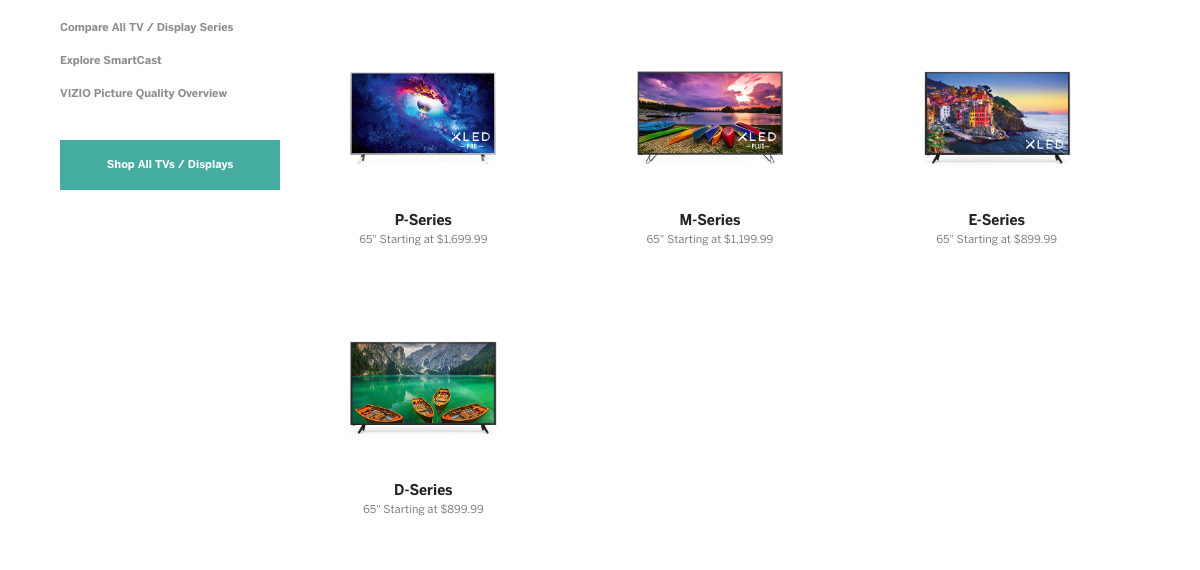 Compare All TV / Display Series
Explore SmartCast
VIZIO Picture Quality Overview
Shop All TVs / Displays
XLED
PRO
P-Series
65" Starting at $1,699.99
XLED
PLUS
M-Series
65" Starting at $1,199.99
XLED
E-Series
65" Starting at $899.99
D-Series
65" Starting at $899.99